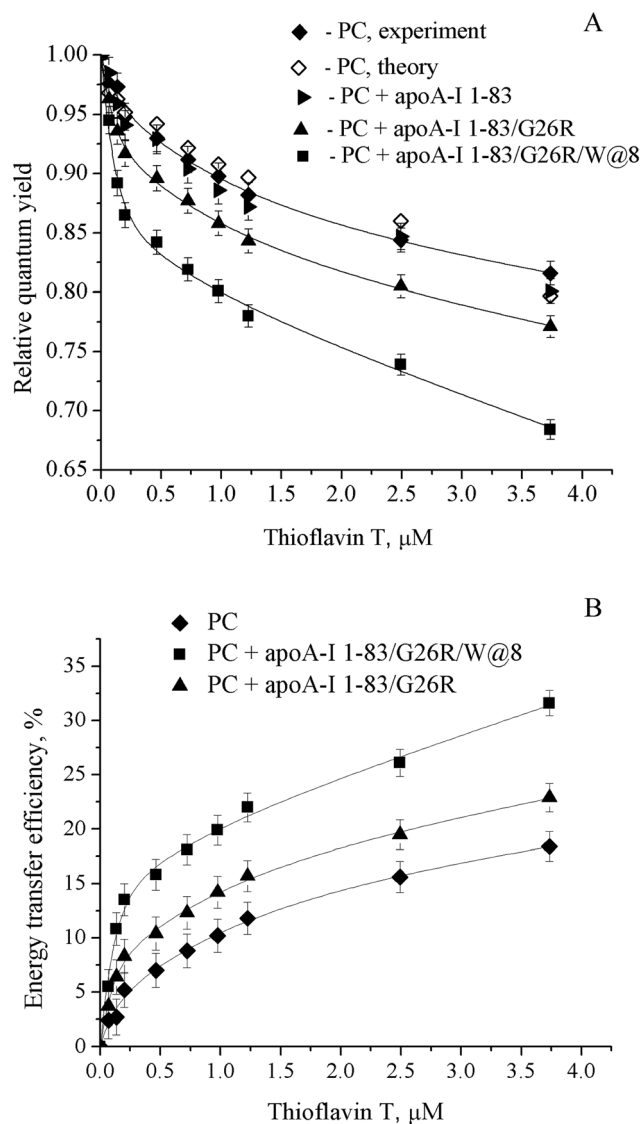 A
- PC, experiment
- PC, theory
- PC + apoA-I 1-83
- PC + apoA-I 1-83/G26R
- PC + apoA-I 1-83/G26R/W@8
Relative quantum yield
1.00
0.95
0.90
0.85
0.80
0.75
0.70
0.65
0.0 0.5 1.0 1.5 2.0 2.5 3.0 3.5 4.0
Thioflavin T, μM
B
PC
PC + apoA-I 1-83/G26R/W@8
PC + apoA-I 1-83/G26R
Energy transfer efficiency, %
35
30
25
20
15
10
5
0
0.0 0.5 1.0 1.5 2.0 2.5 3.0 3.5 4.0
Thioflavin T, μM